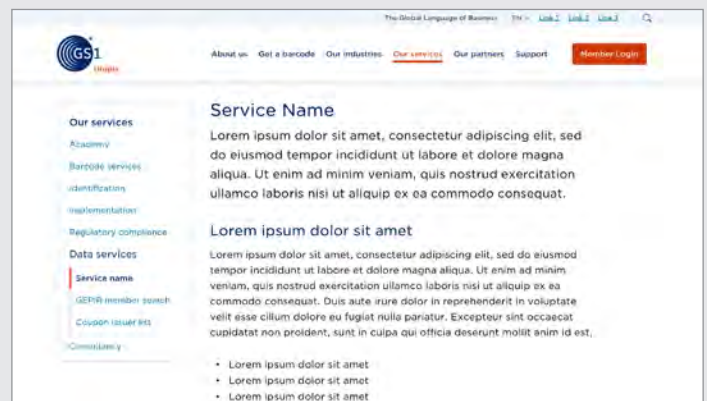 The Global Language of Business EN Link 1 Link 2 Link 3
GS1
Utopia
About us Get a barcode Our industries Our services Our partners Support Member Login
Our services
Academy
Barcode services
Identification
Implementation
Regulatory compliance
Data services
Service name
GEPIR member search
Coupon issuer list
Consultancy
Service Name
Lorem ipsum dolor sit amet, consectetur adipiscing elit, sed
do eiusmod tempor incididunt ut labore et dolore magna
aliqua. Ut enim ad minim veniam, quis nostrud exercitation
ullamco laboris nisi ut aliquip ex ea commodo consequat.
Lorem ipsum dolor sit amet
Lorem ipsum dolor sit amet, consectetur adipiscing elit, sed do eiusmod
tempor incididunt ut labore et dolore magna aliqua. Ut enim ad minim
veniam, quis nostrud exercitation ullamco laboris nisi ut aliquip ex ea
commodo consequat. Duis aute irure dolor in reprehenderit in voluptate
velit esse cillum dolore eu fugiat nulla pariatur. Excepteur sint occaecat
cupidatat non proident, sunt in culpa qui officia deserunt mollit anim id est.
• Lorem ipsum dolor sit amet
• Lorem ipsum dolor sit amet
• Lorem ipsum dolor sit amet